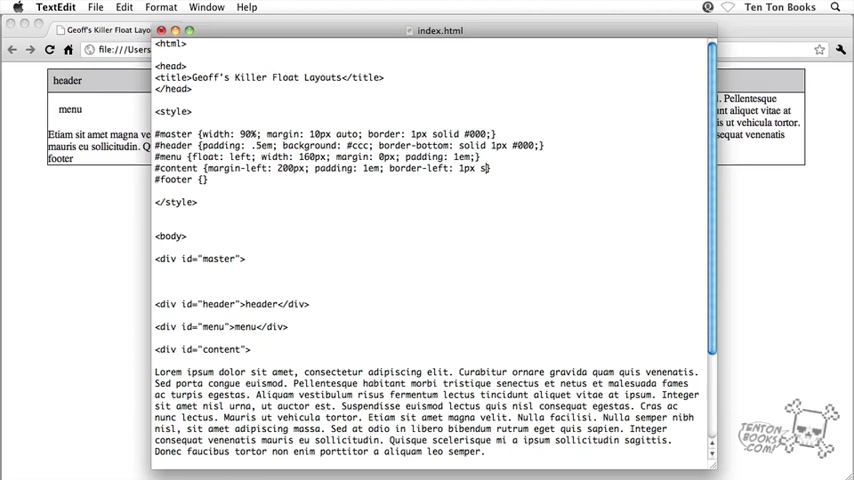 TextEdit File Edit Format Window Help Ten Ton Books
Geoff's Killer Float Layou
index.html
file:///Users
header
menu
Etiam sit amet magna ve
mauris eu sollicitudin. Q
footer
1. Pellentesque
unt aliquet vitae at
ut vehicula tortor.
sequat venenatis
<html>
<head>
<title>Geoff's Killer Float Layouts</title>
</head>
<style>
#master {width: 90%; margin: 10px auto; border: 1px solid #000;}
#header {padding: .5em; background: #ccc; border-bottom: solid 1px #000;}
#menu {float: left; width: 160px; margin: 0px; padding: 1em;}
#content {margin-left: 200px; padding: 1em; border-left: 1px s}
#footer {}
</style>
<body>
<div id="master">
<div id="header">header</div>
<div id="menu">menu</div>
<div id="content">
Lorem ipsum dolor sit amet, consectetur adipiscing elit. Curabitur ornare gravida quam quis venenatis.
Sed porta congue euismod. Pellentesque habitant morbi tristique senectus et netus et malesuada fames
ac turpis egestas. Aliquam vestibulum risus fermentum lectus tincidunt aliquet vitae at tortor. Integer
sit amet nisl urna, ut auctor est. Suspendisse euismod lectus quis nisl consequat egestas. Cras ac
nunc lectus. Mauris ut vehicula tortor. Etiam sit amet magna velit. Nulla facilisi. Nulla semper nibh
nisl, sit amet adipiscing massa. Sed at odio in libero bibendum rutrum eget quis sapien. Integer
consequat venenatis mauris eu sollicitudin. Quisque scelerisque mi a ipsum sollicitudin sagittis.
Donec faucibus tortor non enim porttitor a aliquam leo semper.
TENTON
BOOKS
.COM!